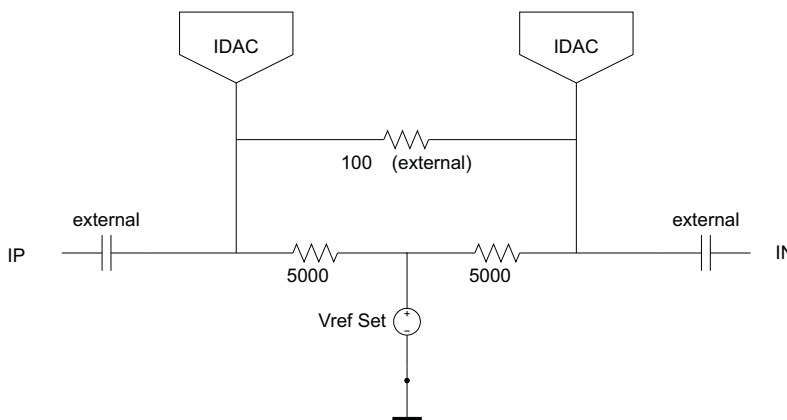 IDAC
IDAC
100 (external)
external
external
IP
IN
5000
5000
Vref Set
+
−